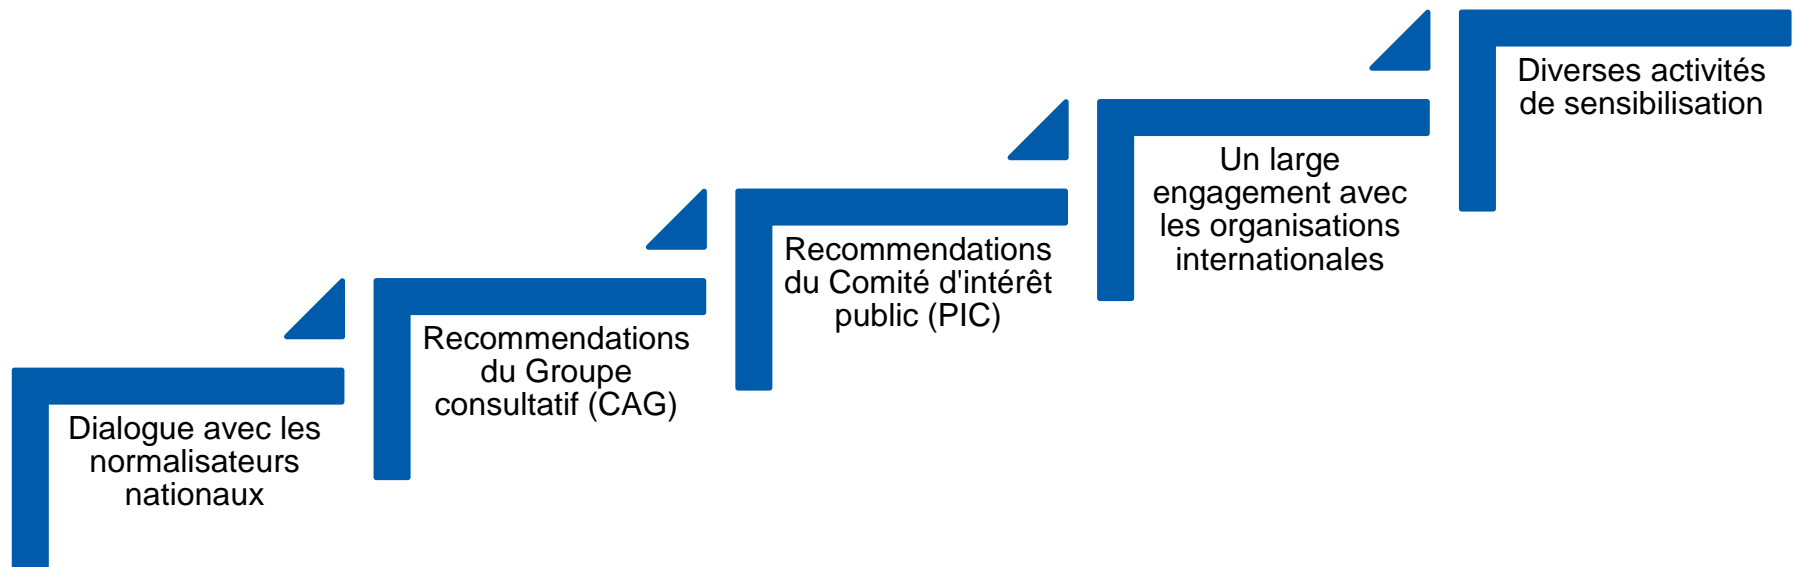 Dialogue avec les
normalisateurs
nationaux
Recommendations
du Groupe
consultatif (CAG)
Recommendations
du Comité d'intérêt
public (PIC)
Un large
engagement avec
les organisations
internationales
Diverses activités
de sensibilisation